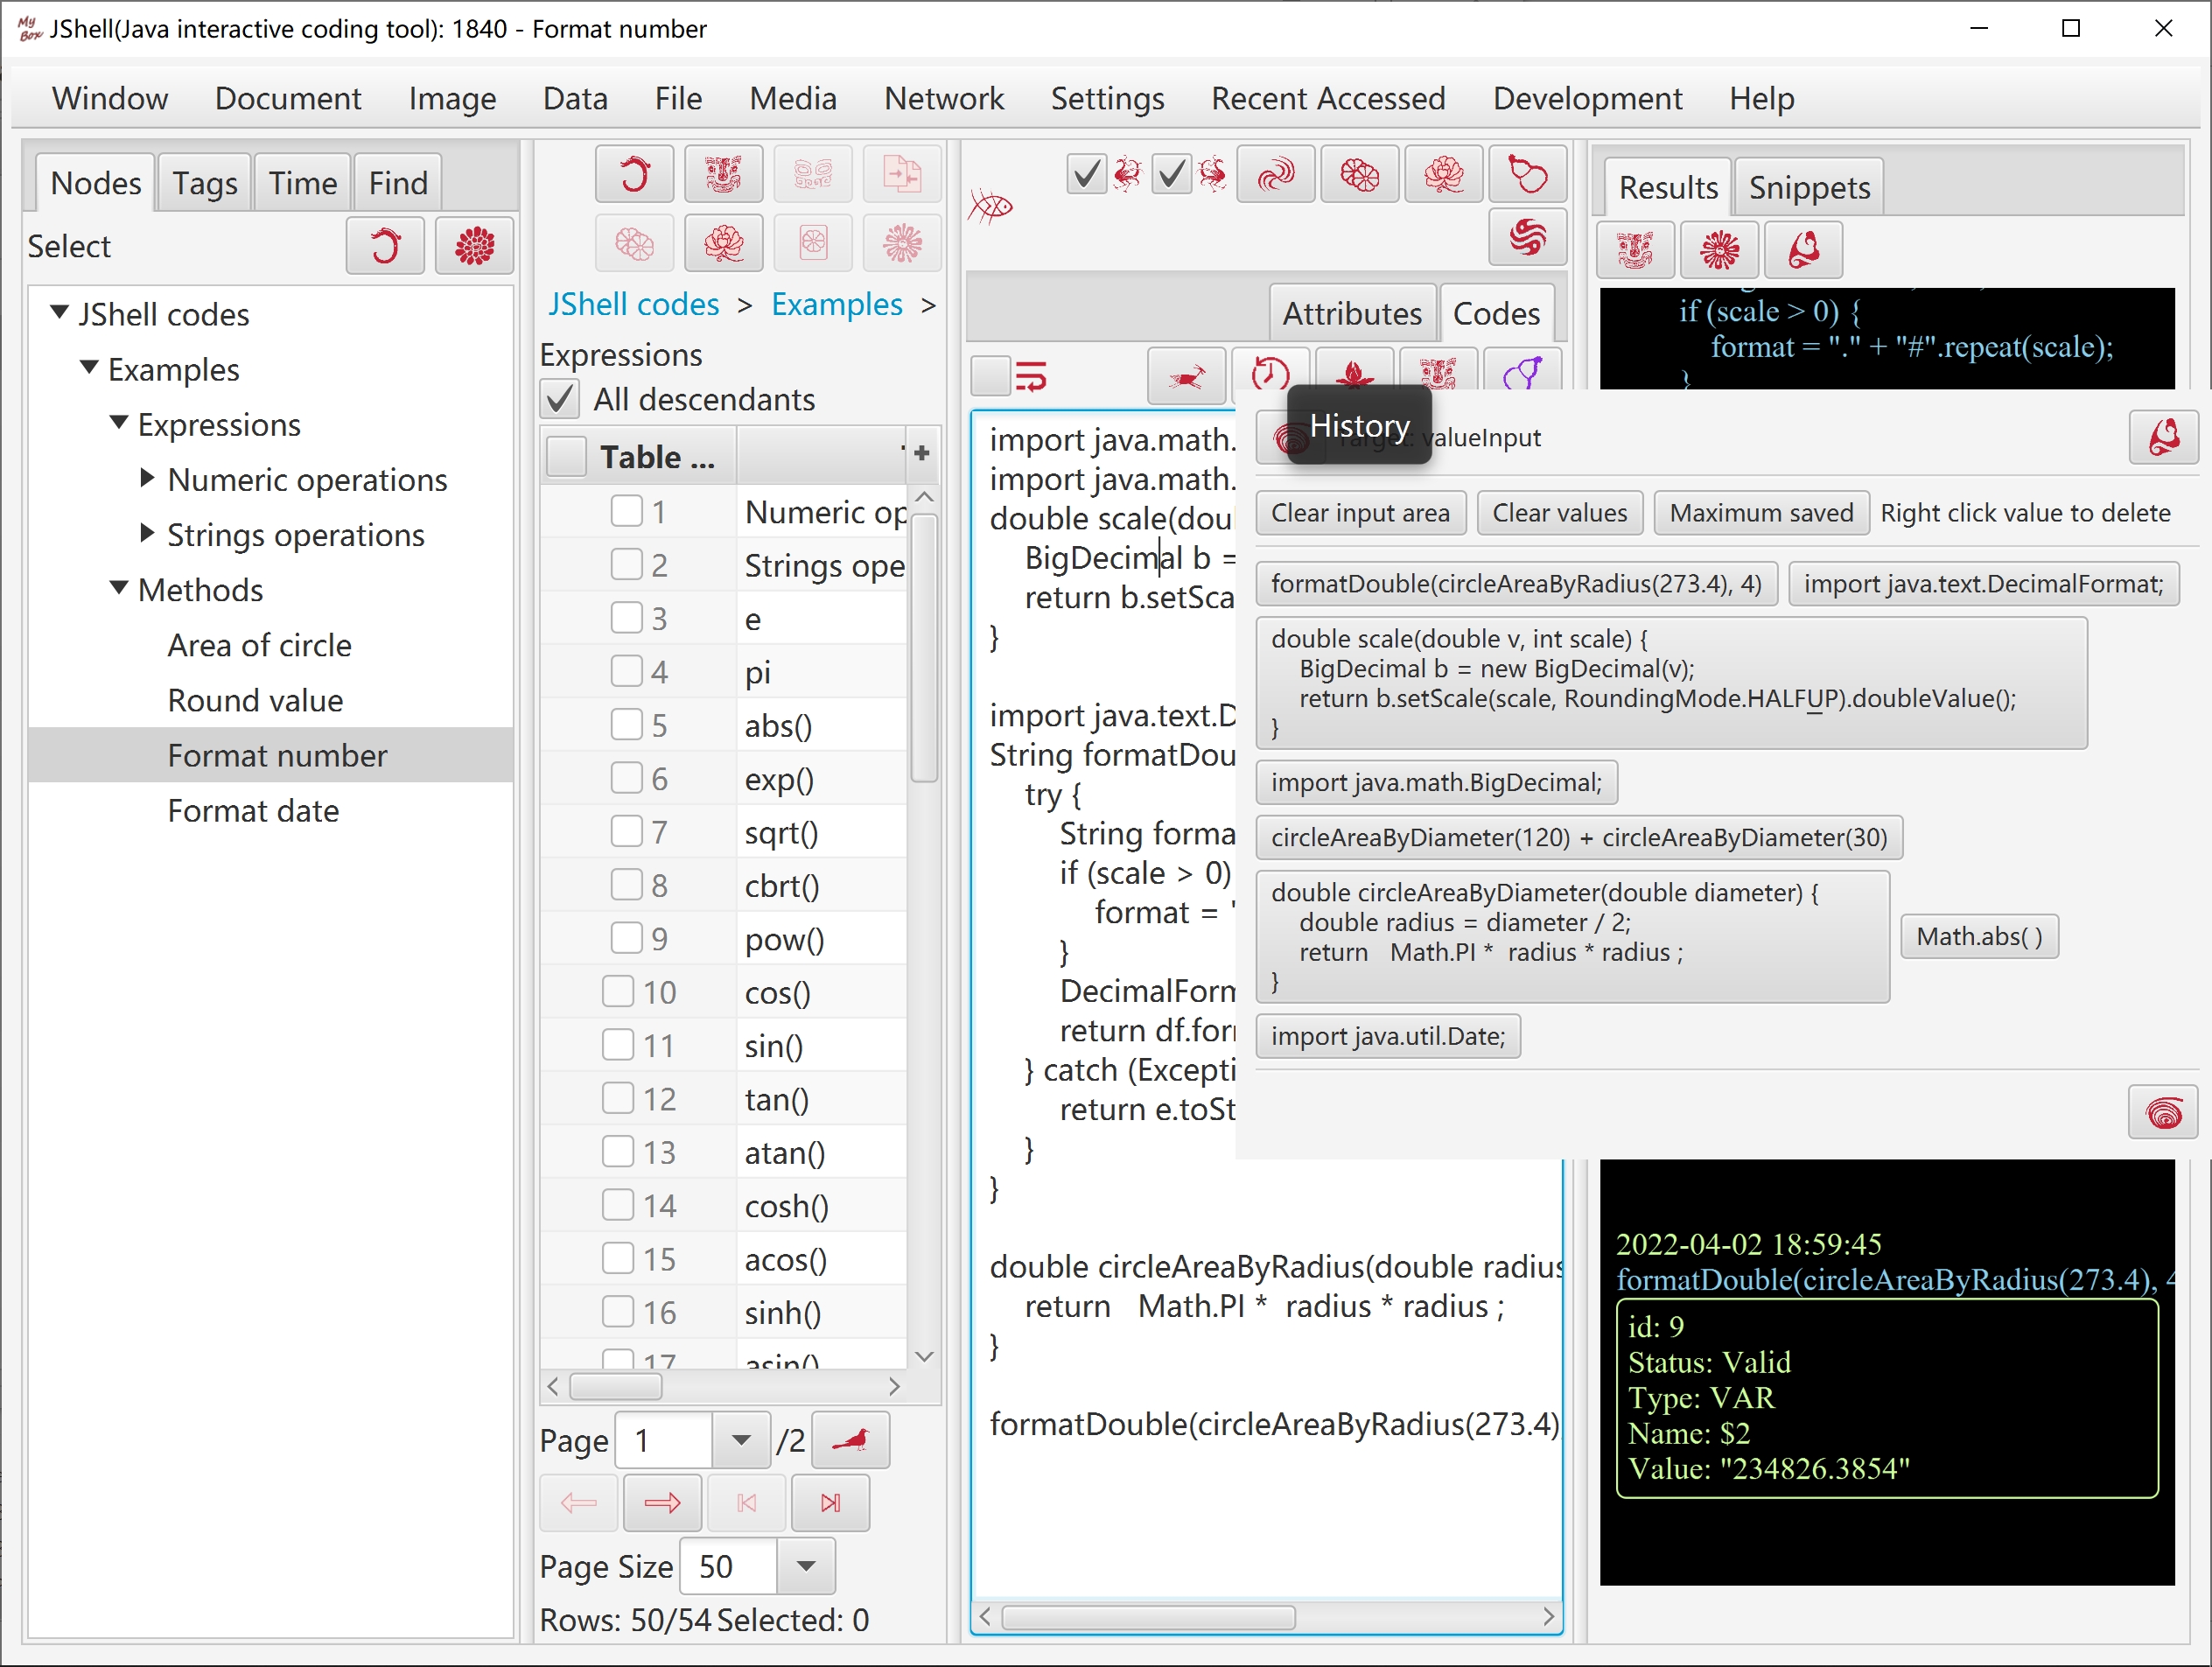 My Box
JShell(Java interactive coding tool): 1840 - Format number
Window Document Image Data File Media Network Settings Recent Accessed Development Help
Nodes Tags Time Find
Select
JShell codes
Examples
Expressions
Numeric operations
Strings operations
Methods
Area of circle
Round value
Format number
Format date
JShell codes > Examples >
Expressions
All descendants
Table ... +
1 Numeric op
2 Strings ope
3 e
4 pi
5 abs()
6 exp()
7 sqrt()
8 cbrt()
9 pow()
10 cos()
11 sin()
12 tan()
13 atan()
14 cosh()
15 acos()
16 sinh()
17 asin()
Page 1 /2
Page Size 50
Rows: 50/54 Selected: 0
Attributes Codes
import java.math.
import java.math.
double scale(doul
BigDecimal b =
return b.setSca
}
import java.text.D
String formatDou
try {
String forma
if (scale > 0)
format = "
}
DecimalForm
return df.forr
} catch (Excepti
return e.toSt
}
}
double circleAreaByRadius(double radius
return Math.PI * radius * radius ;
}
formatDouble(circleAreaByRadius(273.4)
History
valueInput
Clear input area Clear values Maximum saved Right click value to delete
formatDouble(circleAreaByRadius(273.4), 4) import java.text.DecimalFormat;
double scale(double v, int scale) {
BigDecimal b = new BigDecimal(v);
return b.setScale(scale, RoundingMode.HALFUP).doubleValue();
}
import java.math.BigDecimal;
circleAreaByDiameter(120) + circleAreaByDiameter(30)
double circleAreaByDiameter(double diameter) {
double radius = diameter / 2;
return Math.PI * radius * radius ;
}
Math.abs( )
import java.util.Date;
Results Snippets
if (scale > 0) {
format = "." + "#".repeat(scale);
}
2022-04-02 18:59:45
formatDouble(circleAreaByRadius(273.4), 4
id: 9
Status: Valid
Type: VAR
Name: $2
Value: "234826.3854"